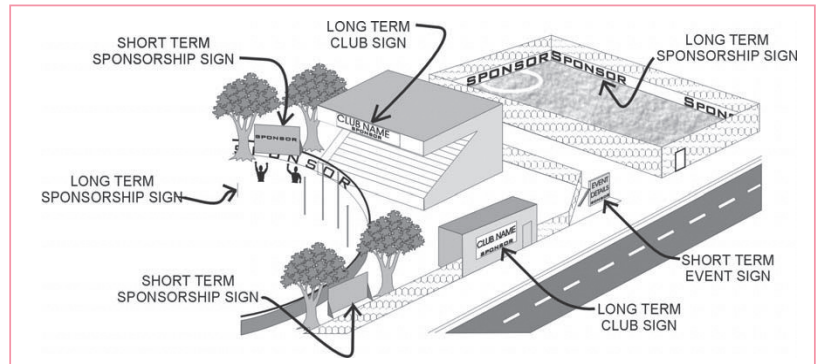 LONG TERM
CLUB SIGN
SHORT TERM
SPONSORSHIP SIGN
LONG TERM
SPONSORSHIP SIGN
SPONSOR
SPONSOR
SPONSOR
CLUB NAME
SPONSOR
SPONSOR
SPONSOR
LONG TERM
SPONSORSHIP SIGN
EVENT
DETAILS
SPONSOR
CLUB NAME
SPONSOR
SHORT TERM
EVENT SIGN
SHORT TERM
SPONSORSHIP SIGN
LONG TERM
CLUB SIGN